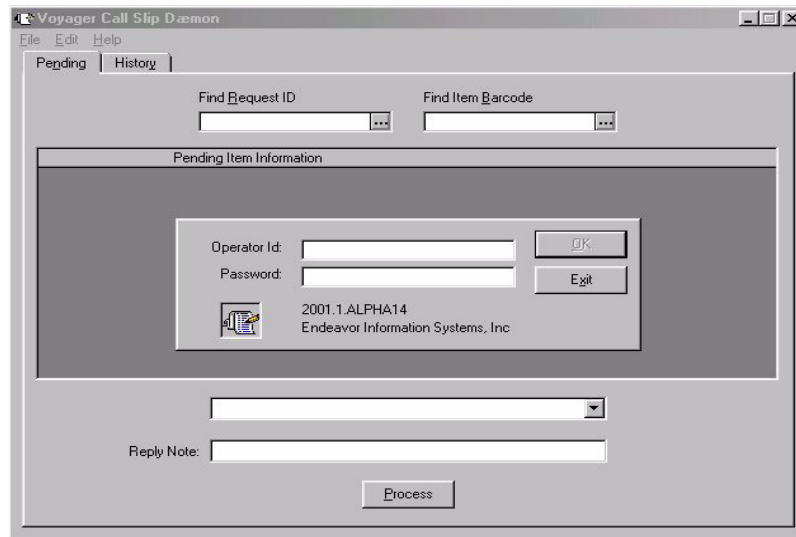 Voyager Call Slip Dæmon
File Edit Help
Pending History
Find Request ID Find Item Barcode
... ...
Pending Item Information
Operator Id: OK
Password: Exit
2001.1.ALPHA14
Endeavor Information Systems, Inc
Reply Note:
Process